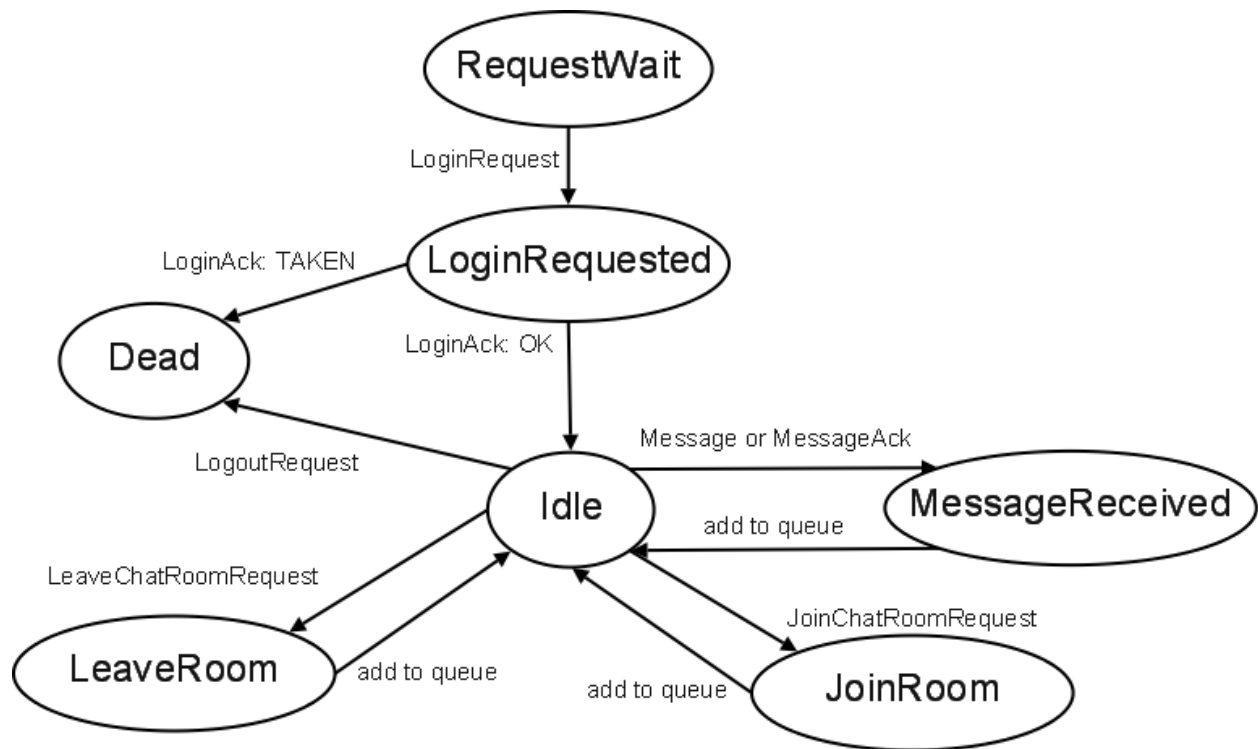 RequestWait
LoginRequest
LoginRequested
LoginAck: TAKEN
LoginAck: OK
Dead
LogoutRequest
Message or MessageAck
Idle
MessageReceived
add to queue
LeaveChatRoomRequest
JoinChatRoomRequest
LeaveRoom
add to queue
add to queue
JoinRoom